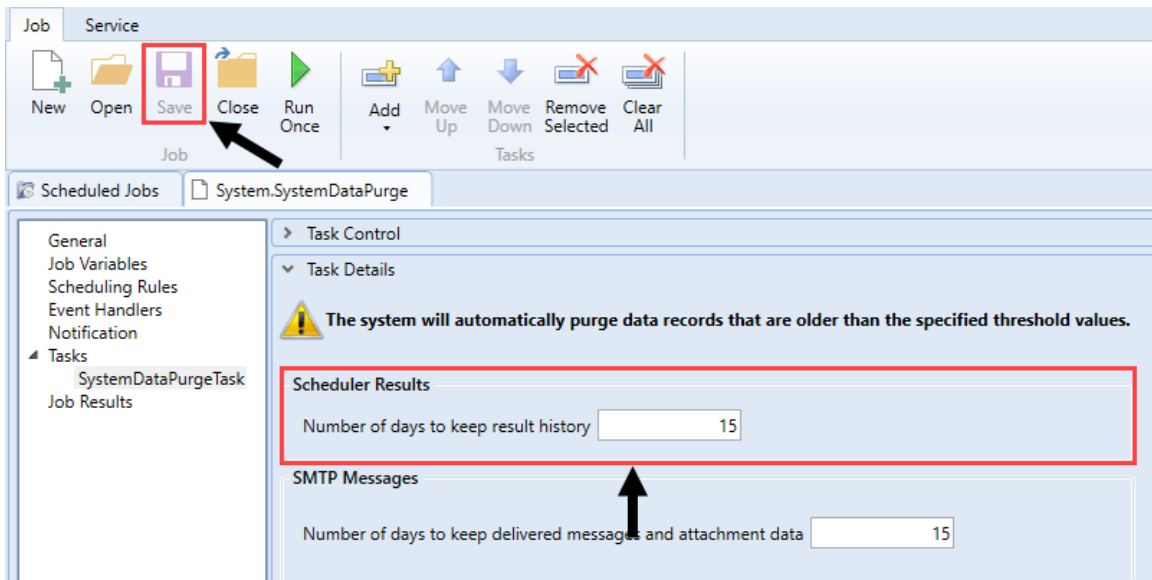 Job Service
New Open Save Close Run Once Add Move Up Move Down Remove Selected Clear All
Job Tasks
Scheduled Jobs System.SystemDataPurge
General
Job Variables
Scheduling Rules
Event Handlers
Notification
Tasks
SystemDataPurgeTask
Job Results
Task Control
Task Details
The system will automatically purge data records that are older than the specified threshold values.
Scheduler Results
Number of days to keep result history 15
SMTP Messages
Number of days to keep delivered messages and attachment data 15